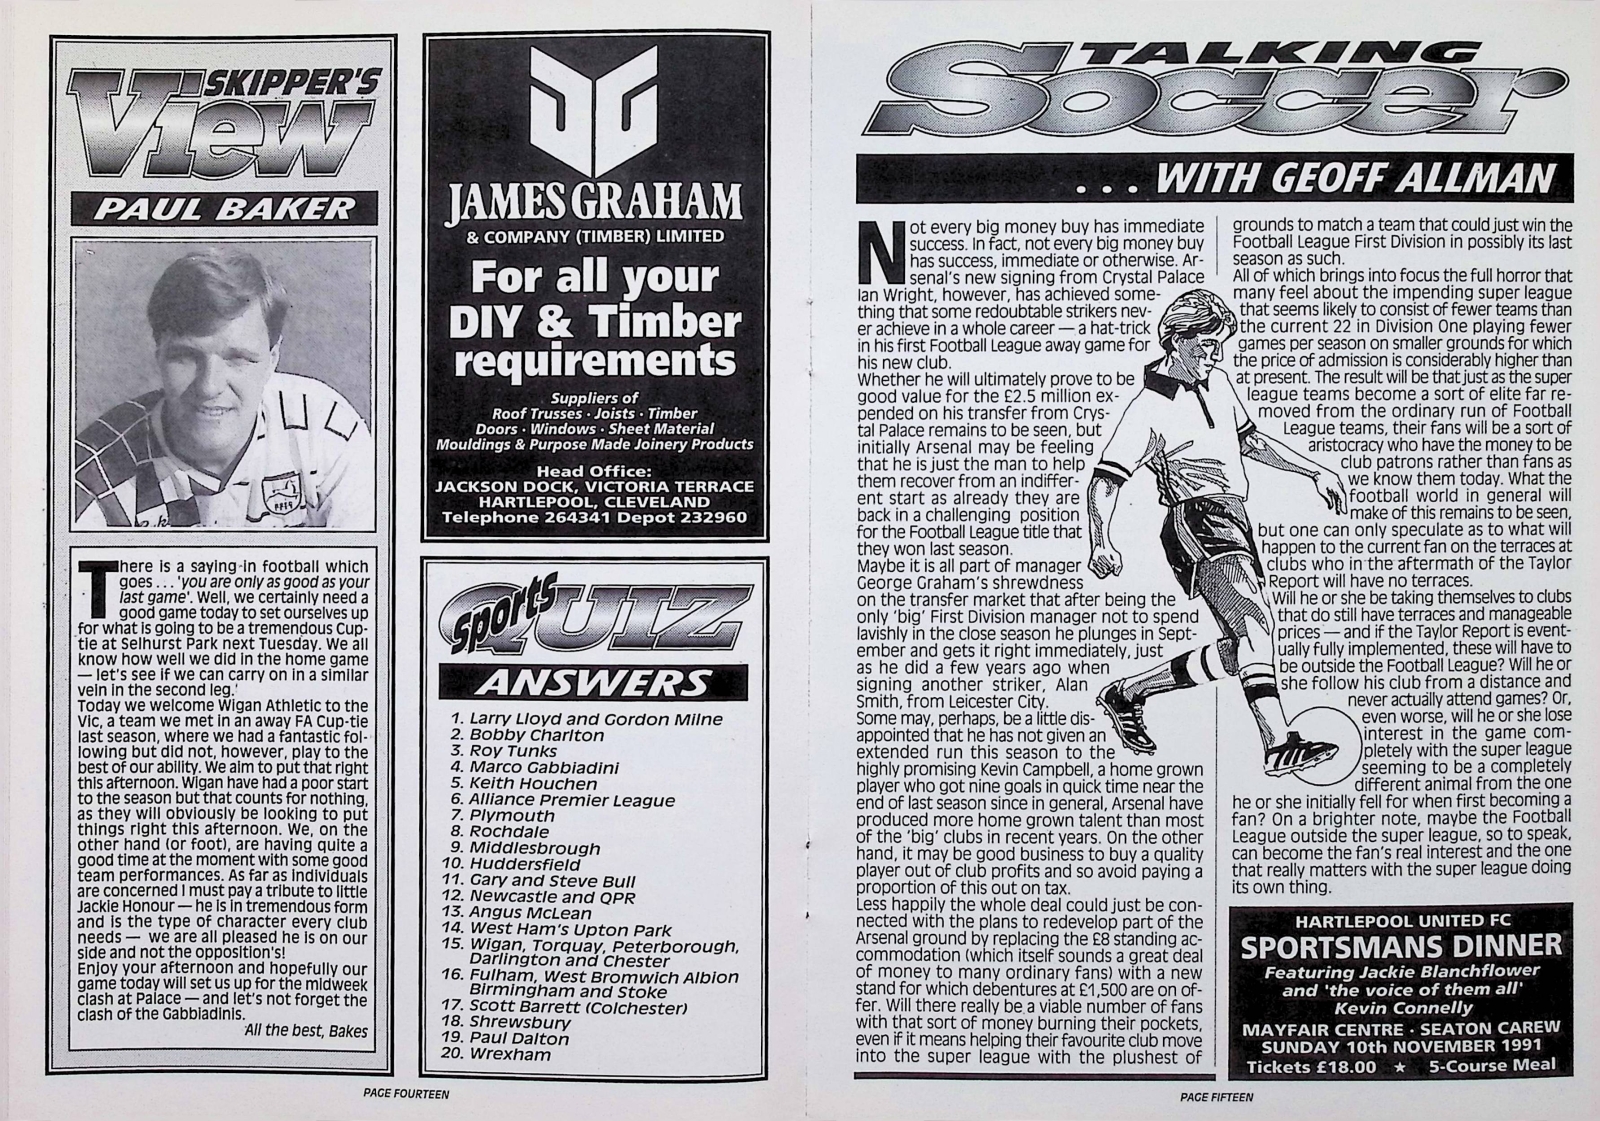 SKIPPER'S
View
PAUL BAKER
There is a saying in football which
goes . . . 'you are only as good as your
last game'. Well, we certainly need a
good game today to set ourselves up
for what is going to be a tremendous Cup-
tie at Selhurst Park next Tuesday. We all
know how well we did in the home game
— let's see if we can carry on in a similar
vein in the second leg.'
Today we welcome Wigan Athletic to the
Vic, a team we met in an away FA Cup-tie
last season, where we had a fantastic fol-
lowing but did not, however, play to the
best of our ability. We aim to put that right
this afternoon. Wigan have had a poor start
to the season but that counts for nothing,
as they will obviously be looking to put
things right this afternoon. We, on the
other hand (or foot), are having quite a
good time at the moment with some good
team performances. As far as individuals
are concerned I must pay a tribute to little
Jackie Honour — he is in tremendous form
and is the type of character every club
needs — we are all pleased he is on our
side and not the opposition's!
Enjoy your afternoon and hopefully our
game today will set us up for the midweek
clash at Palace — and let's not forget the
clash of the Gabbiadinis.
All the best, Bakes
JAMES GRAHAM
& COMPANY (TIMBER) LIMITED
For all your
DIY & Timber
requirements
Suppliers of
Roof Trusses · Joists · Timber
Doors · Windows · Sheet Material
Mouldings & Purpose Made Joinery Products
Head Office:
JACKSON DOCK, VICTORIA TERRACE
HARTLEPOOL, CLEVELAND
Telephone 264341 Depot 232960
Sports QUIZ
ANSWERS
1. Larry Lloyd and Gordon Milne
2. Bobby Charlton
3. Roy Tunks
4. Marco Gabbiadini
5. Keith Houchen
6. Alliance Premier League
7. Plymouth
8. Rochdale
9. Middlesbrough
10. Huddersfield
11. Gary and Steve Bull
12. Newcastle and QPR
13. Angus McLean
14. West Ham's Upton Park
15. Wigan, Torquay, Peterborough,
Darlington and Chester
16. Fulham, West Bromwich Albion
Birmingham and Stoke
17. Scott Barrett (Colchester)
18. Shrewsbury
19. Paul Dalton
20. Wrexham
PAGE FOURTEEN
TALKING
Soccer
. . . WITH GEOFF ALLMAN
Not every big money buy has immediate
success. In fact, not every big money buy
has success, immediate or otherwise. Ar-
senal's new signing from Crystal Palace
Ian Wright, however, has achieved some-
thing that some redoubtable strikers nev-
er achieve in a whole career — a hat-trick
in his first Football League away game for
his new club.
Whether he will ultimately prove to be
good value for the £2.5 million ex-
pended on his transfer from Crys-
tal Palace remains to be seen, but
initially Arsenal may be feeling
that he is just the man to help
them recover from an indiffer-
ent start as already they are
back in a challenging position
for the Football League title that
they won last season.
Maybe it is all part of manager
George Graham's shrewdness
on the transfer market that after being the
only 'big' First Division manager not to spend
lavishly in the close season he plunges in Sept-
ember and gets it right immediately, just
as he did a few years ago when
signing another striker, Alan
Smith, from Leicester City.
Some may, perhaps, be a little dis-
appointed that he has not given an
extended run this season to the
highly promising Kevin Campbell, a home grown
player who got nine goals in quick time near the
end of last season since in general, Arsenal have
produced more home grown talent than most
of the 'big' clubs in recent years. On the other
hand, it may be good business to buy a quality
player out of club profits and so avoid paying a
proportion of this out on tax.
Less happily the whole deal could just be con-
nected with the plans to redevelop part of the
Arsenal ground by replacing the £8 standing ac-
commodation (which itself sounds a great deal
of money to many ordinary fans) with a new
stand for which debentures at £1,500 are on of-
fer. Will there really be a viable number of fans
with that sort of money burning their pockets,
even if it means helping their favourite club move
into the super league with the plushest of
grounds to match a team that could just win the
Football League First Division in possibly its last
season as such.
All of which brings into focus the full horror that
many feel about the impending super league
that seems likely to consist of fewer teams than
the current 22 in Division One playing fewer
games per season on smaller grounds for which
the price of admission is considerably higher than
at present. The result will be that just as the super
league teams become a sort of elite far re-
moved from the ordinary run of Football
League teams, their fans will be a sort of
aristocracy who have the money to be
club patrons rather than fans as
we know them today. What the
football world in general will
make of this remains to be seen,
but one can only speculate as to what will
happen to the current fan on the terraces at
clubs who in the aftermath of the Taylor
Report will have no terraces.
Will he or she be taking themselves to clubs
that do still have terraces and manageable
prices — and if the Taylor Report is event-
ually fully implemented, these will have to
be outside the Football League? Will he or
she follow his club from a distance and
never actually attend games? Or,
even worse, will he or she lose
interest in the game com-
pletely with the super league
seeming to be a completely
different animal from the one
he or she initially fell for when first becoming a
fan? On a brighter note, maybe the Football
League outside the super league, so to speak,
can become the fan's real interest and the one
that really matters with the super league doing
its own thing.
HARTLEPOOL UNITED FC
SPORTSMANS DINNER
Featuring Jackie Blanchflower
and 'the voice of them all'
Kevin Connelly
MAYFAIR CENTRE · SEATON CAREW
SUNDAY 10th NOVEMBER 1991
Tickets £18.00 ★ 5-Course Meal
PAGE FIFTEEN